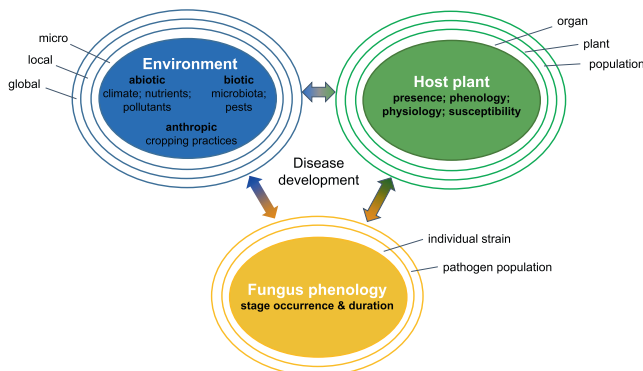 micro
local
global
Environment
abiotic
climate; nutrients;
pollutants
biotic
microbiota;
pests
anthropic
cropping practices
organ
plant
population
Host plant
presence; phenology;
physiology; susceptibility
Disease
development
individual strain
pathogen population
Fungus phenology
stage occurrence & duration